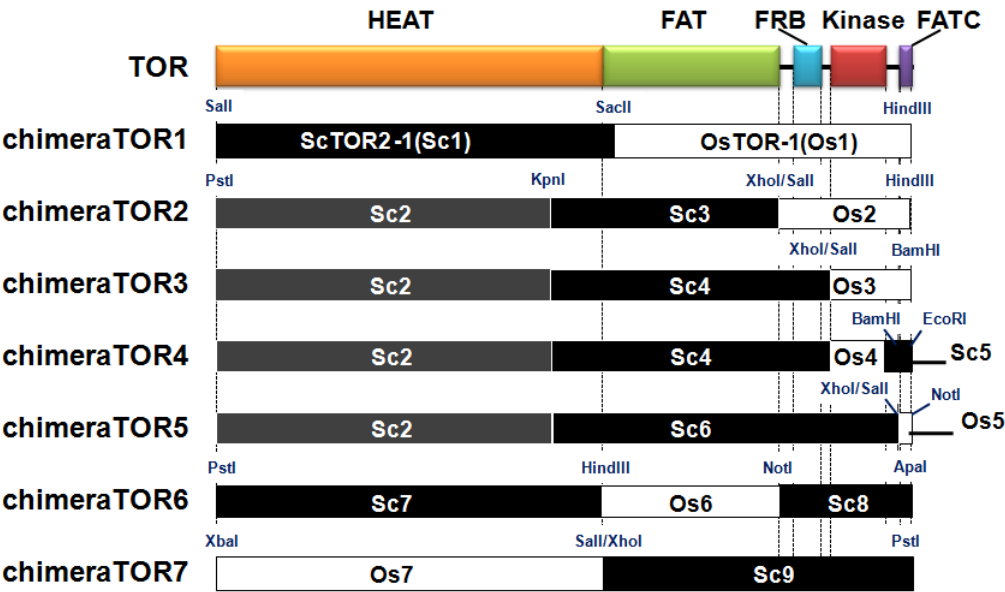 HEAT FAT FRB Kinase FATC
TOR
SalI SacII HindIII
chimeraTOR1 ScTOR2-1(Sc1) OsTOR-1(Os1)
PstI KpnI XhoI/SalI HindIII
chimeraTOR2 Sc2 Sc3 Os2
XhoI/SalI BamHI
chimeraTOR3 Sc2 Sc4 Os3
BamHI EcoRI
chimeraTOR4 Sc2 Sc4 Os4 Sc5
XhoI/SalI NotI
chimeraTOR5 Sc2 Sc6 Os5
PstI HindIII NotI ApaI
chimeraTOR6 Sc7 Os6 Sc8
XbaI SalI/XhoI PstI
chimeraTOR7 Os7 Sc9